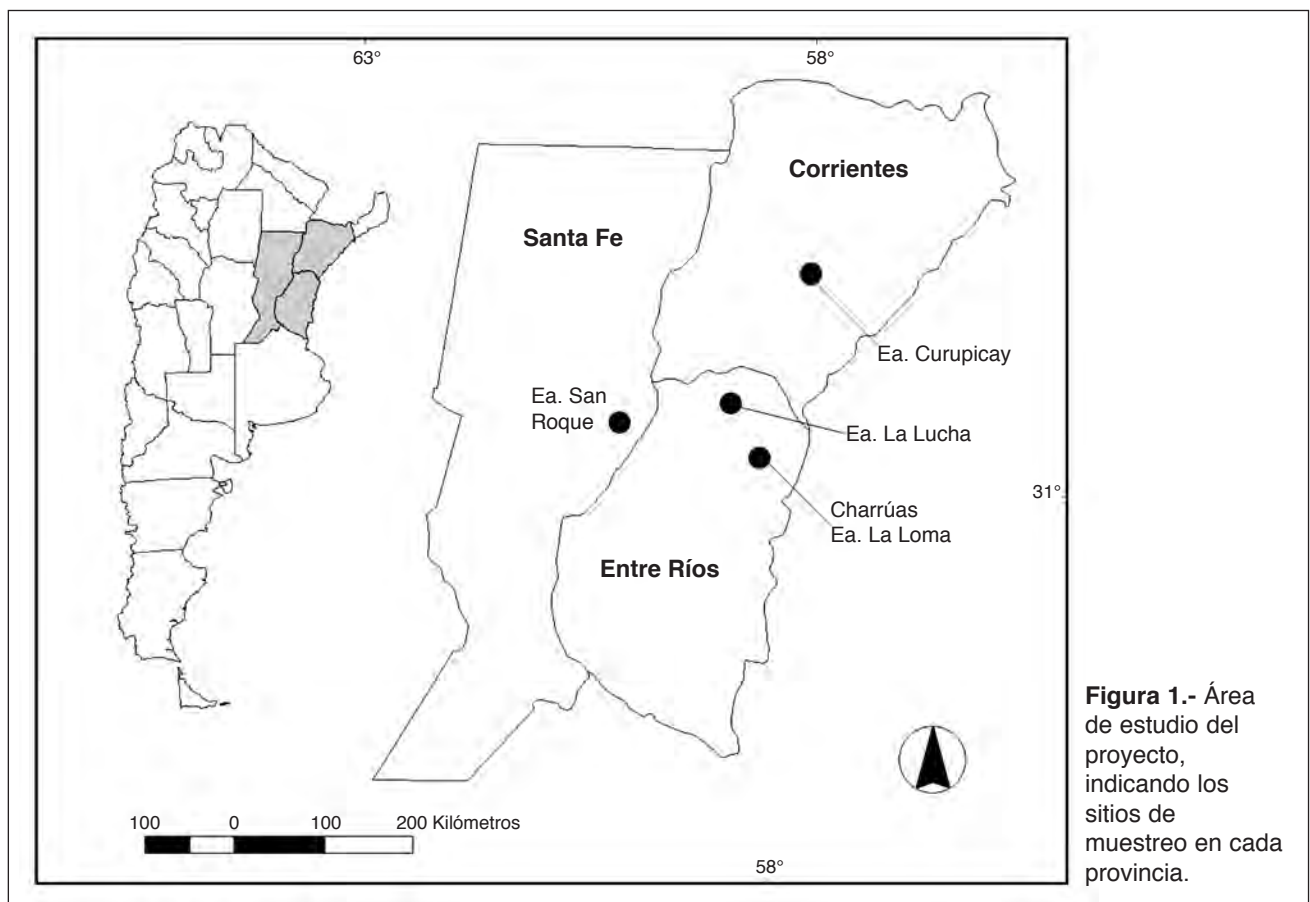 63°
58°
Corrientes
Santa Fe
Ea. Curupicay
Ea. San
Roque
Ea. La Lucha
31°
Charrúas
Ea. La Loma
Entre Ríos
100 0 100 200 Kilómetros
58°
Figura 1.- Área
de estudio del
proyecto,
indicando los
sitios de
muestreo en cada
provincia.